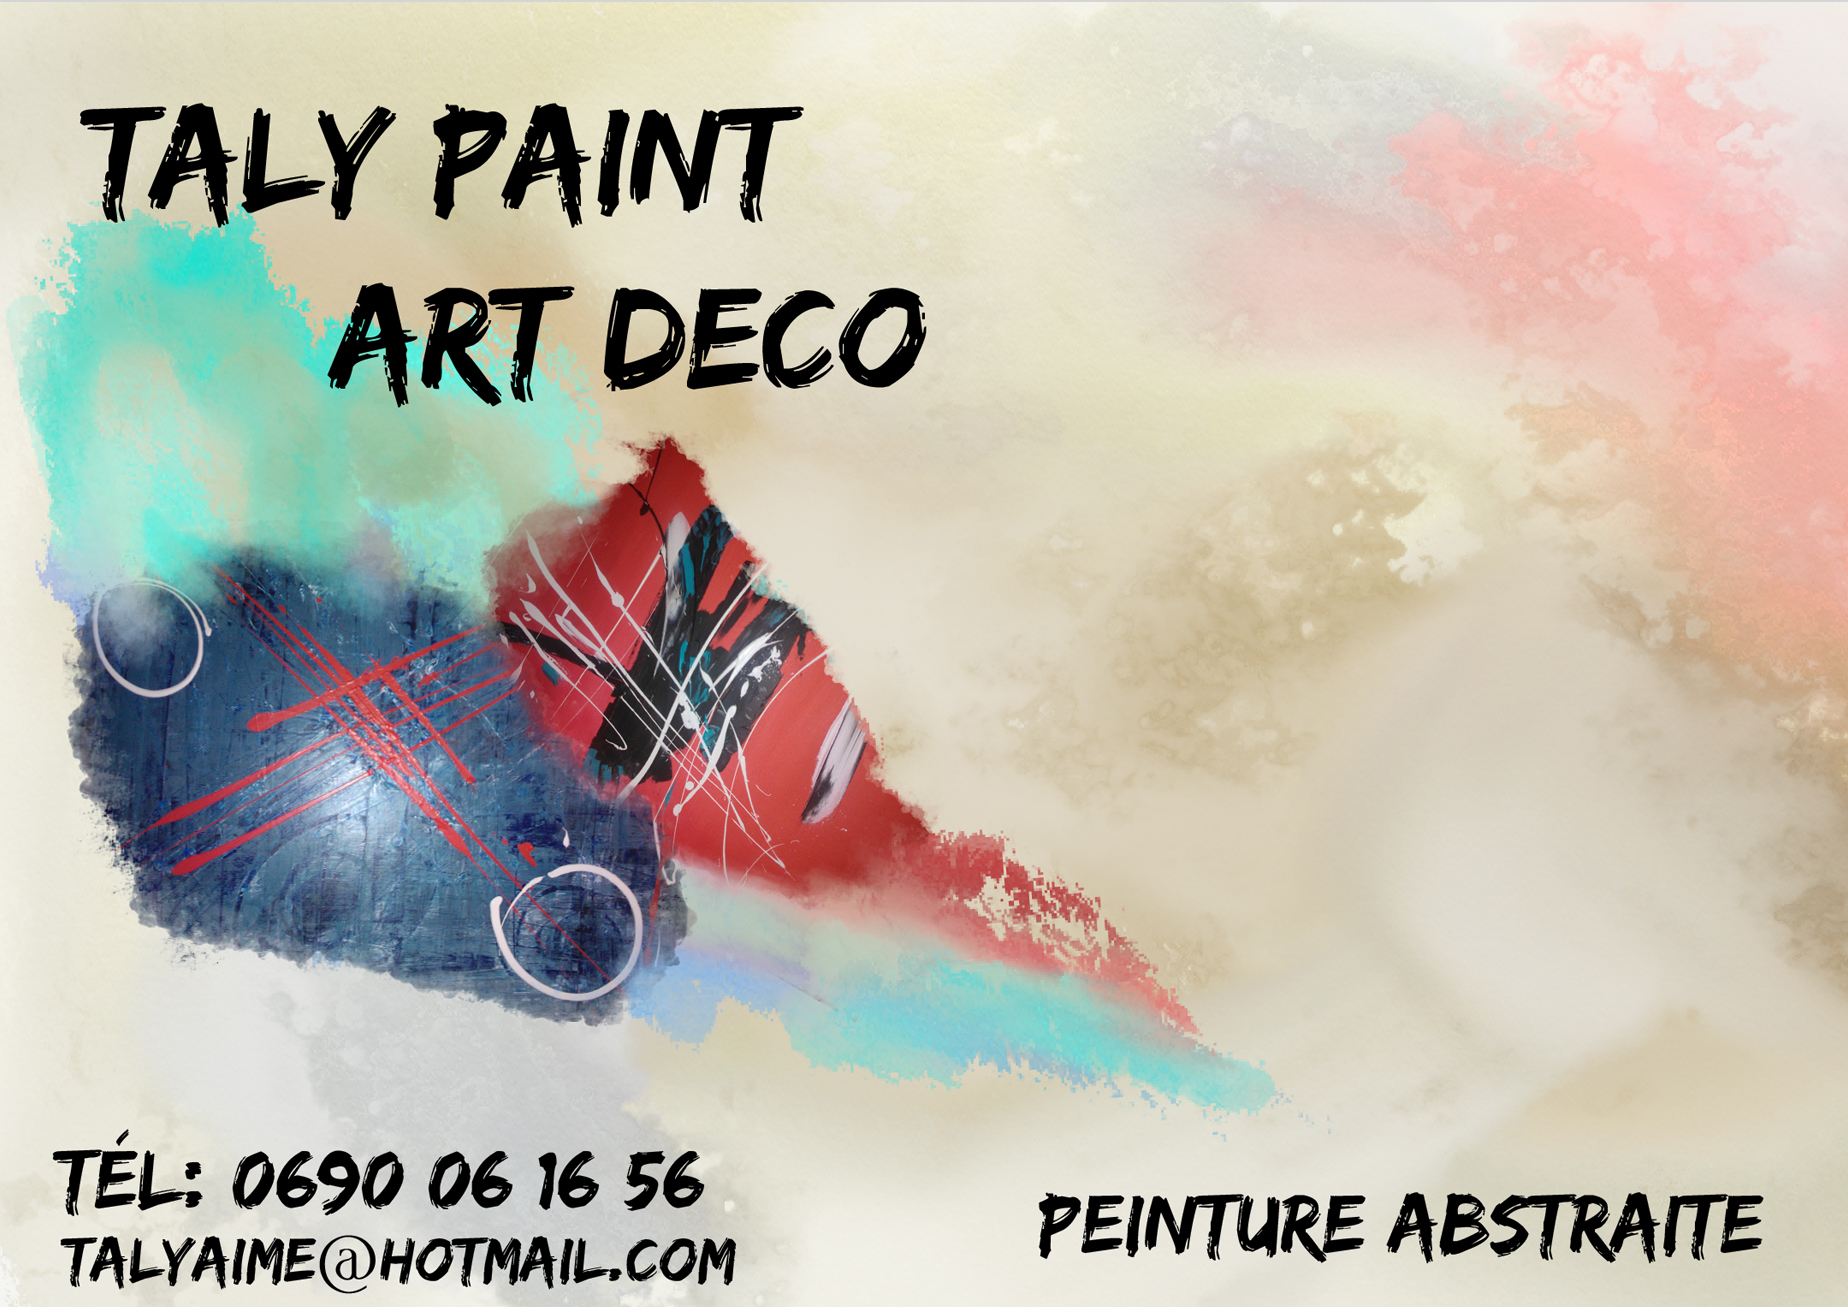 TALY PAINT
ART DECO
TÉL: 0690 06 16 56
TALYAIME@HOTMAIL.COM
PEINTURE ABSTRAITE